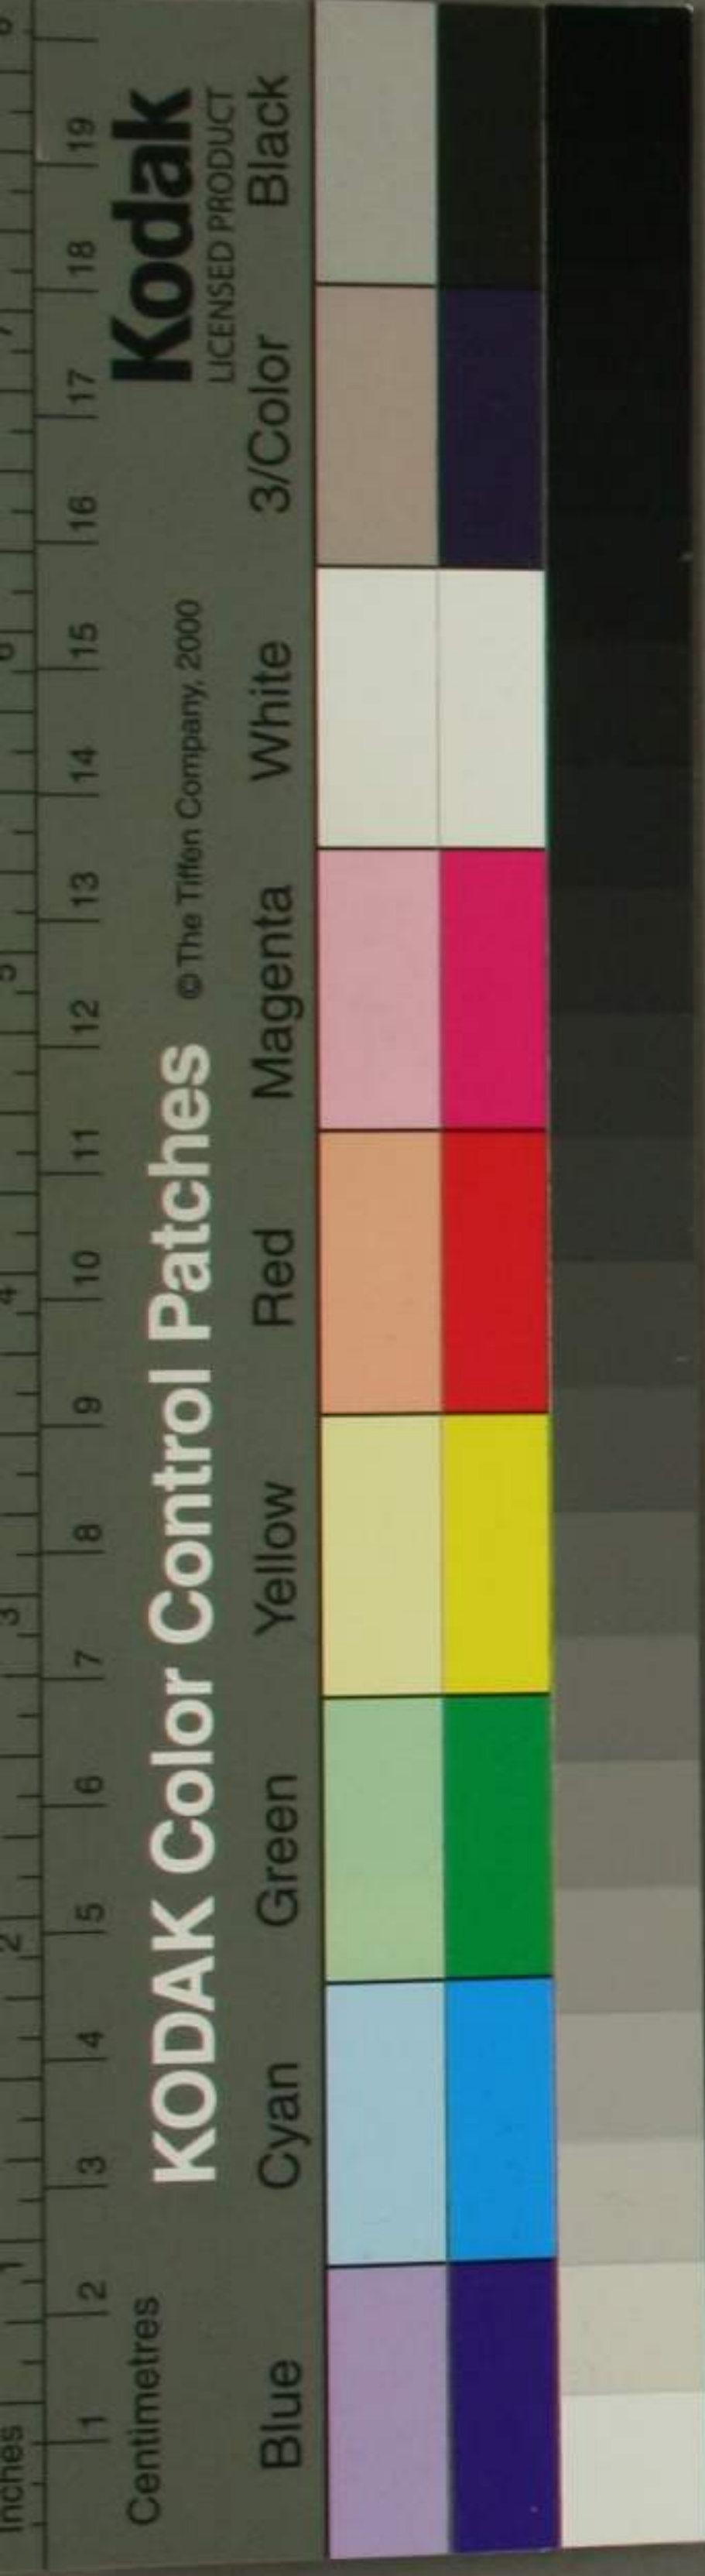 Inches 1 2 3 4 5 6 7 8
1 2 3 4 5 6 7 8 9 10 11 12 13 14 15 16 17 18 19
Centimetres
KODAK Color Control Patches © The Tiffen Company, 2000
Kodak
LICENSED PRODUCT
Blue Cyan Green Yellow Red Magenta White 3/Color Black